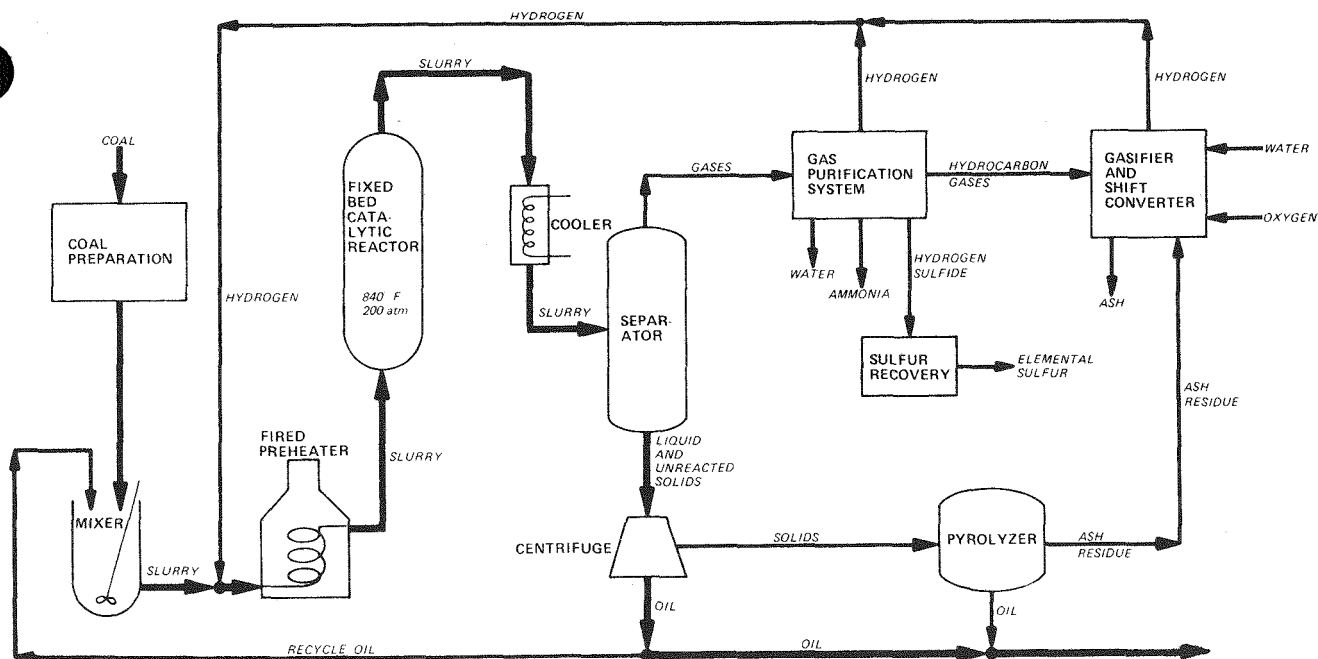 HYDROGEN
SLURRY
HYDROGEN
HYDROGEN
COAL
COAL
PREPARATION
FIXED
BED
CATA-
LYTIC
REACTOR
840 F
200 atm
COOLER
GASES
GAS
PURIFICATION
SYSTEM
HYDROCARBON
GASES
GASIFIER
AND
SHIFT
CONVERTER
WATER
OXYGEN
HYDROGEN
SLURRY
SEPAR-
ATOR
WATER
AMMONIA
HYDROGEN
SULFIDE
ASH
SULFUR
RECOVERY
ELEMENTAL
SULFUR
ASH
RESIDUE
FIRED
PREHEATER
SLURRY
LIQUID
AND
UNREACTED
SOLIDS
MIXER
SLURRY
CENTRIFUGE
SOLIDS
PYROLYZER
ASH
RESIDUE
OIL
OIL
RECYCLE OIL
OIL